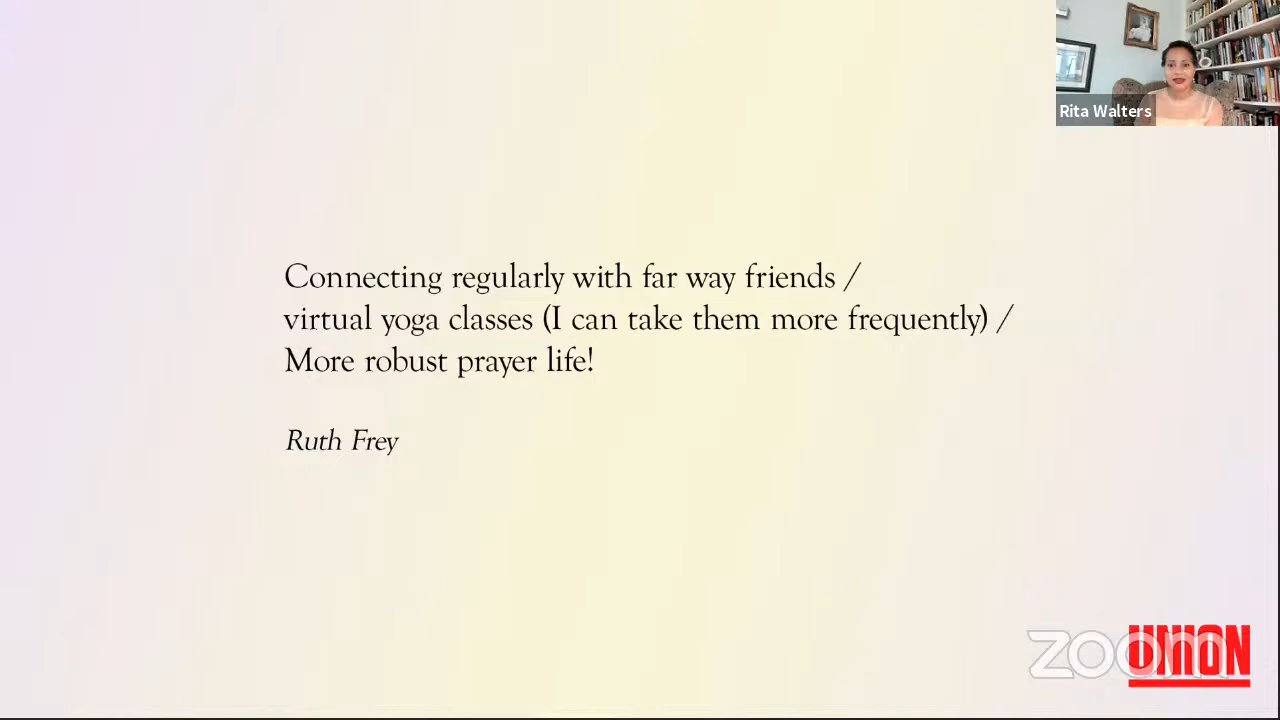 Rita Walters
Connecting regularly with far way friends /
virtual yoga classes (I can take them more frequently) /
More robust prayer life!
Ruth Frey
zoom
UNION